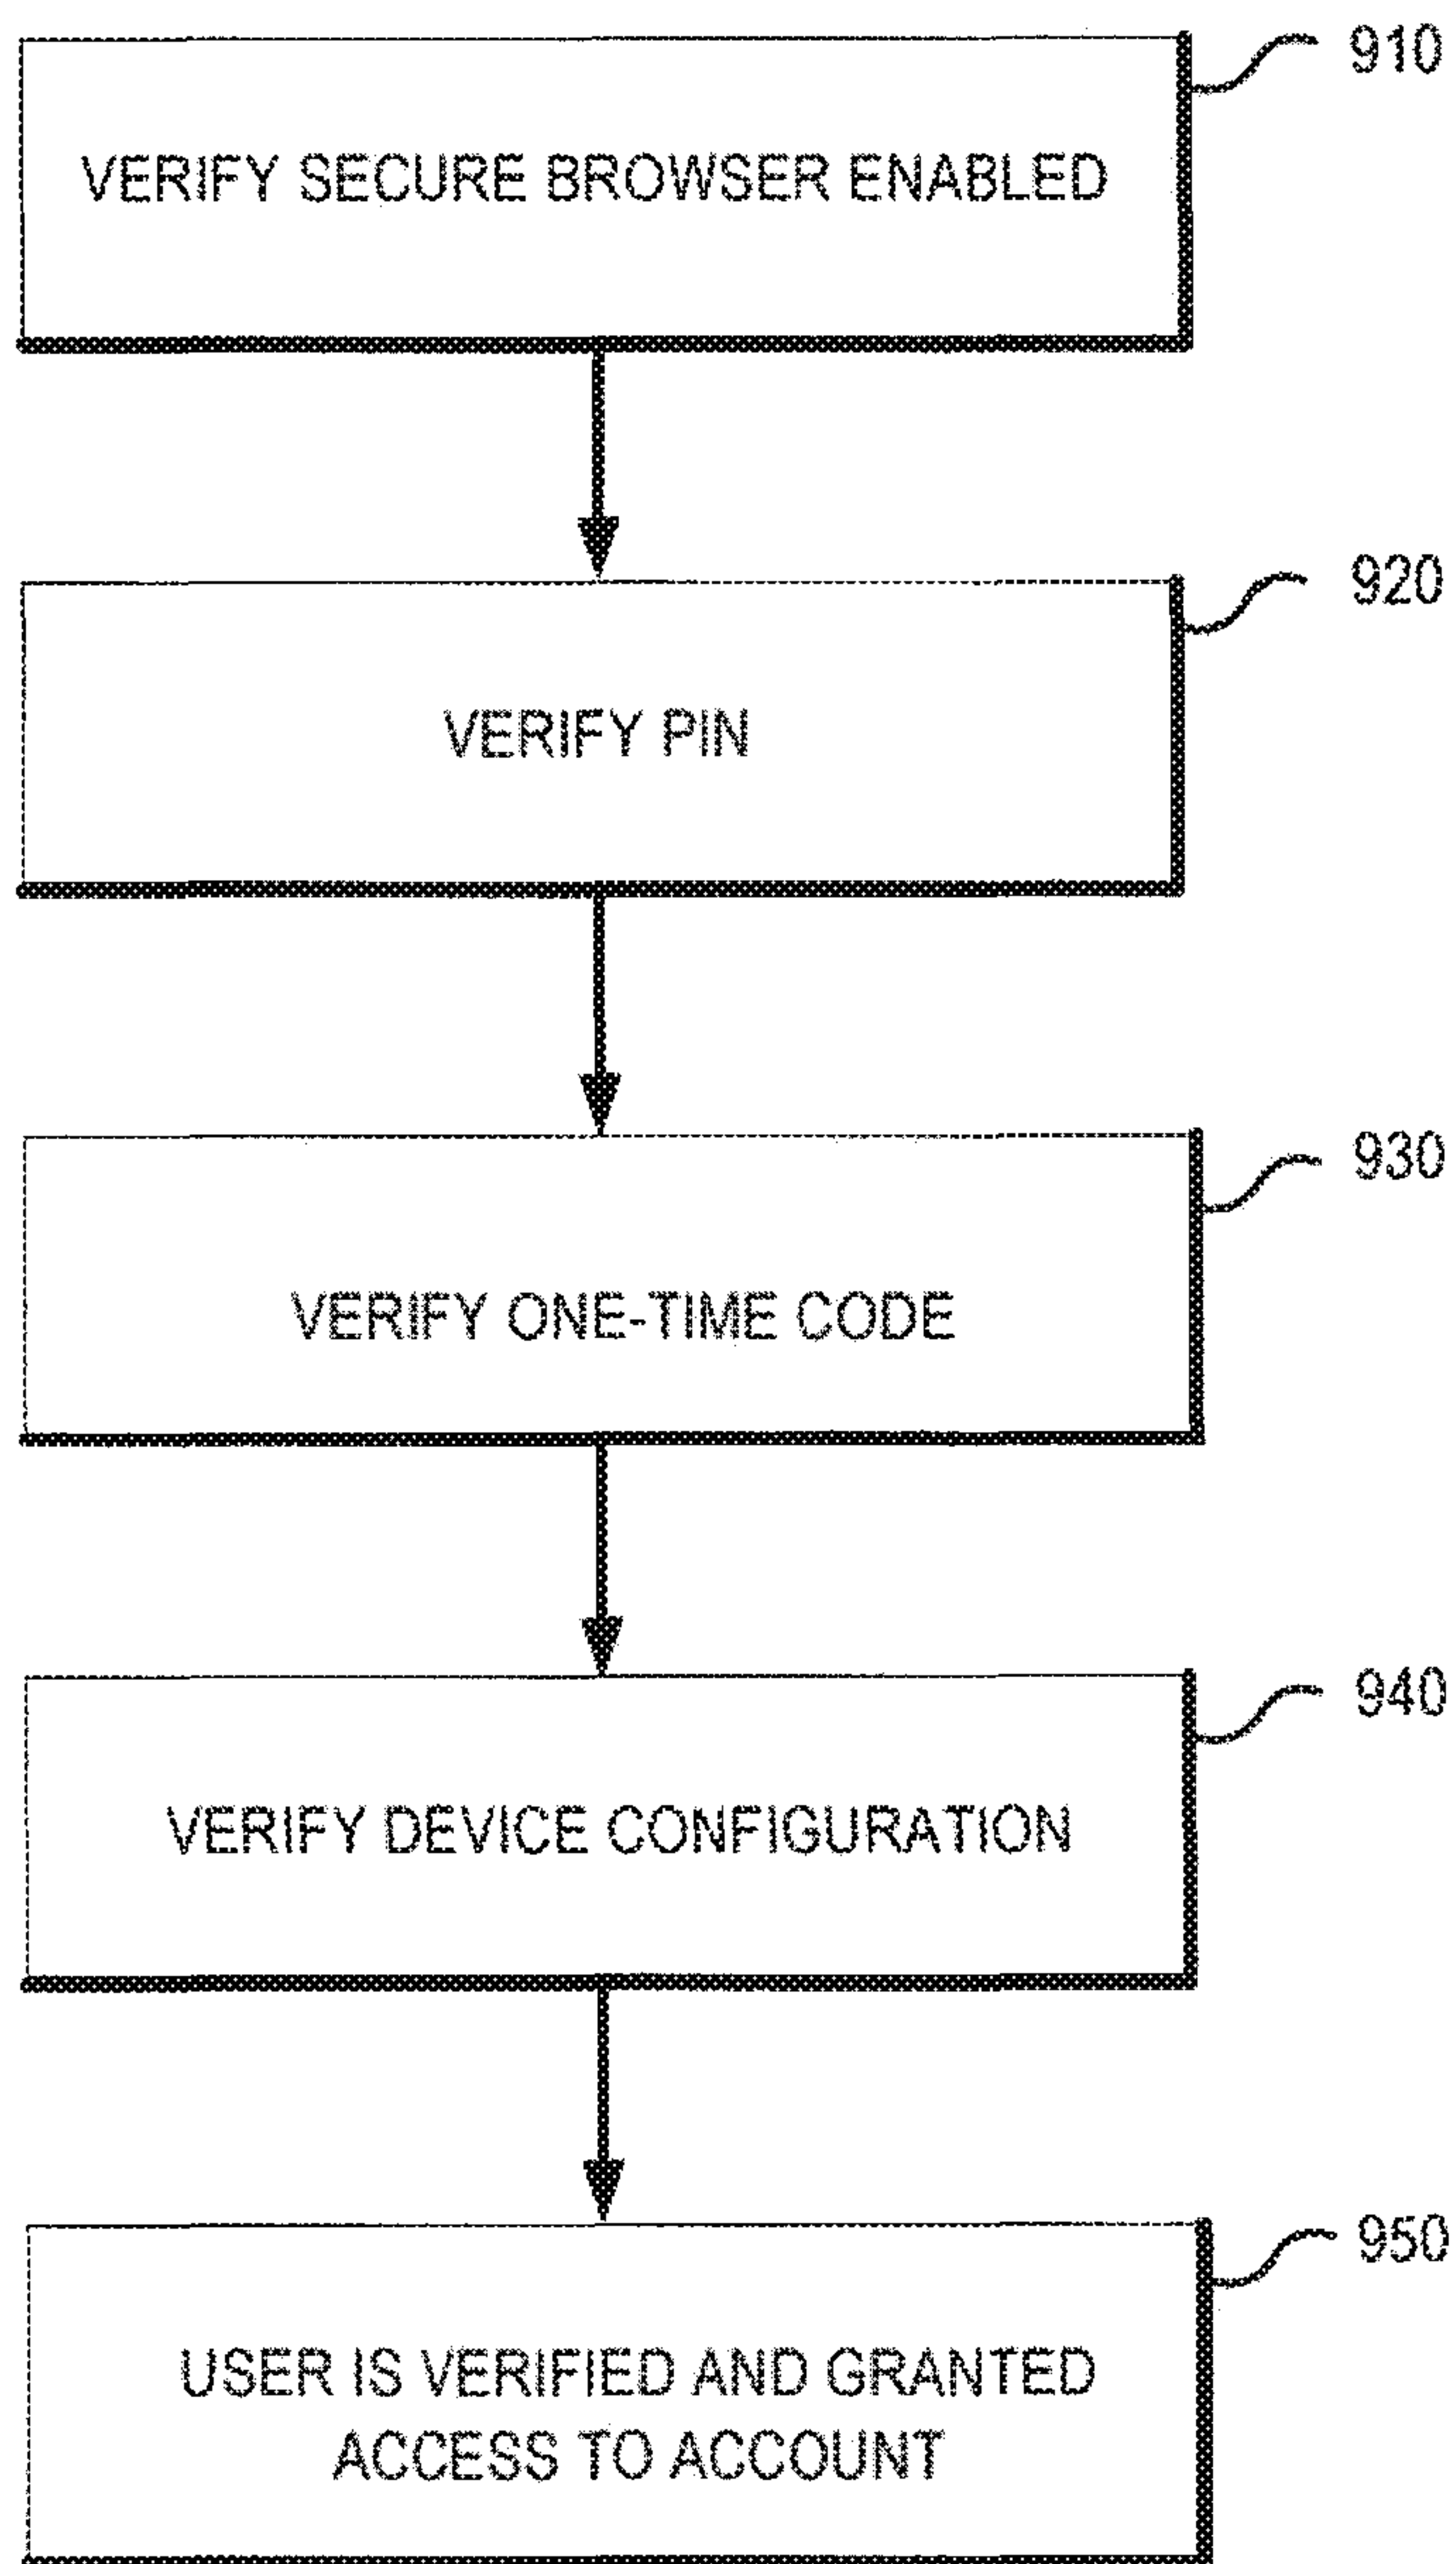 910
VERIFY SECURE BROWSER ENABLED
920
VERIFY PIN
930
VERIFY ONE-TIME CODE
940
VERIFY DEVICE CONFIGURATION
950
USER IS VERIFIED AND GRANTED
ACCESS TO ACCOUNT